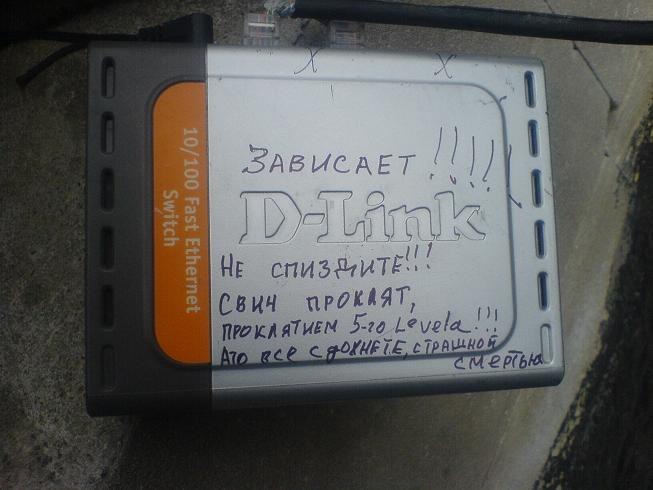 X X
ЗАВИСАЕТ !!!!
D-Link
10/100 Fast Ethernet
Switch
НЕ СПИЗДИТЕ!!!
СВИЧ ПРОКЛЯТ,
ПРОКЛЯТИЕМ 5-го Levela!!!
Ато все сдохнете, страшной
смертью